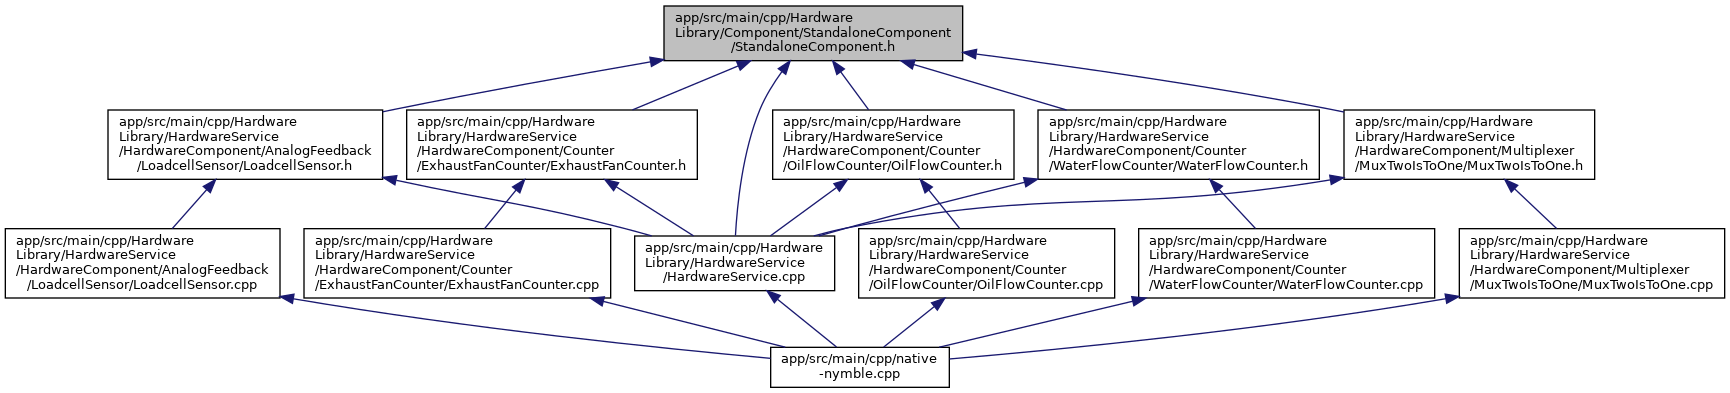 app/src/main/cpp/Hardware
Library/Component/StandaloneComponent
/StandaloneComponent.h
app/src/main/cpp/Hardware
Library/HardwareService
/HardwareComponent/AnalogFeedback
/LoadcellSensor/LoadcellSensor.h
app/src/main/cpp/Hardware
Library/HardwareService
/HardwareComponent/Counter
/ExhaustFanCounter/ExhaustFanCounter.h
app/src/main/cpp/Hardware
Library/HardwareService
/HardwareComponent/Counter
/OilFlowCounter/OilFlowCounter.h
app/src/main/cpp/Hardware
Library/HardwareService
/HardwareComponent/Counter
/WaterFlowCounter/WaterFlowCounter.h
app/src/main/cpp/Hardware
Library/HardwareService
/HardwareComponent/Multiplexer
/MuxTwoIsToOne/MuxTwoIsToOne.h
app/src/main/cpp/Hardware
Library/HardwareService
/HardwareComponent/AnalogFeedback
/LoadcellSensor/LoadcellSensor.cpp
app/src/main/cpp/Hardware
Library/HardwareService
/HardwareComponent/Counter
/ExhaustFanCounter/ExhaustFanCounter.cpp
app/src/main/cpp/Hardware
Library/HardwareService
/HardwareService.cpp
app/src/main/cpp/Hardware
Library/HardwareService
/HardwareComponent/Counter
/OilFlowCounter/OilFlowCounter.cpp
app/src/main/cpp/Hardware
Library/HardwareService
/HardwareComponent/Counter
/WaterFlowCounter/WaterFlowCounter.cpp
app/src/main/cpp/Hardware
Library/HardwareService
/HardwareComponent/Multiplexer
/MuxTwoIsToOne/MuxTwoIsToOne.cpp
app/src/main/cpp/native
-nymble.cpp